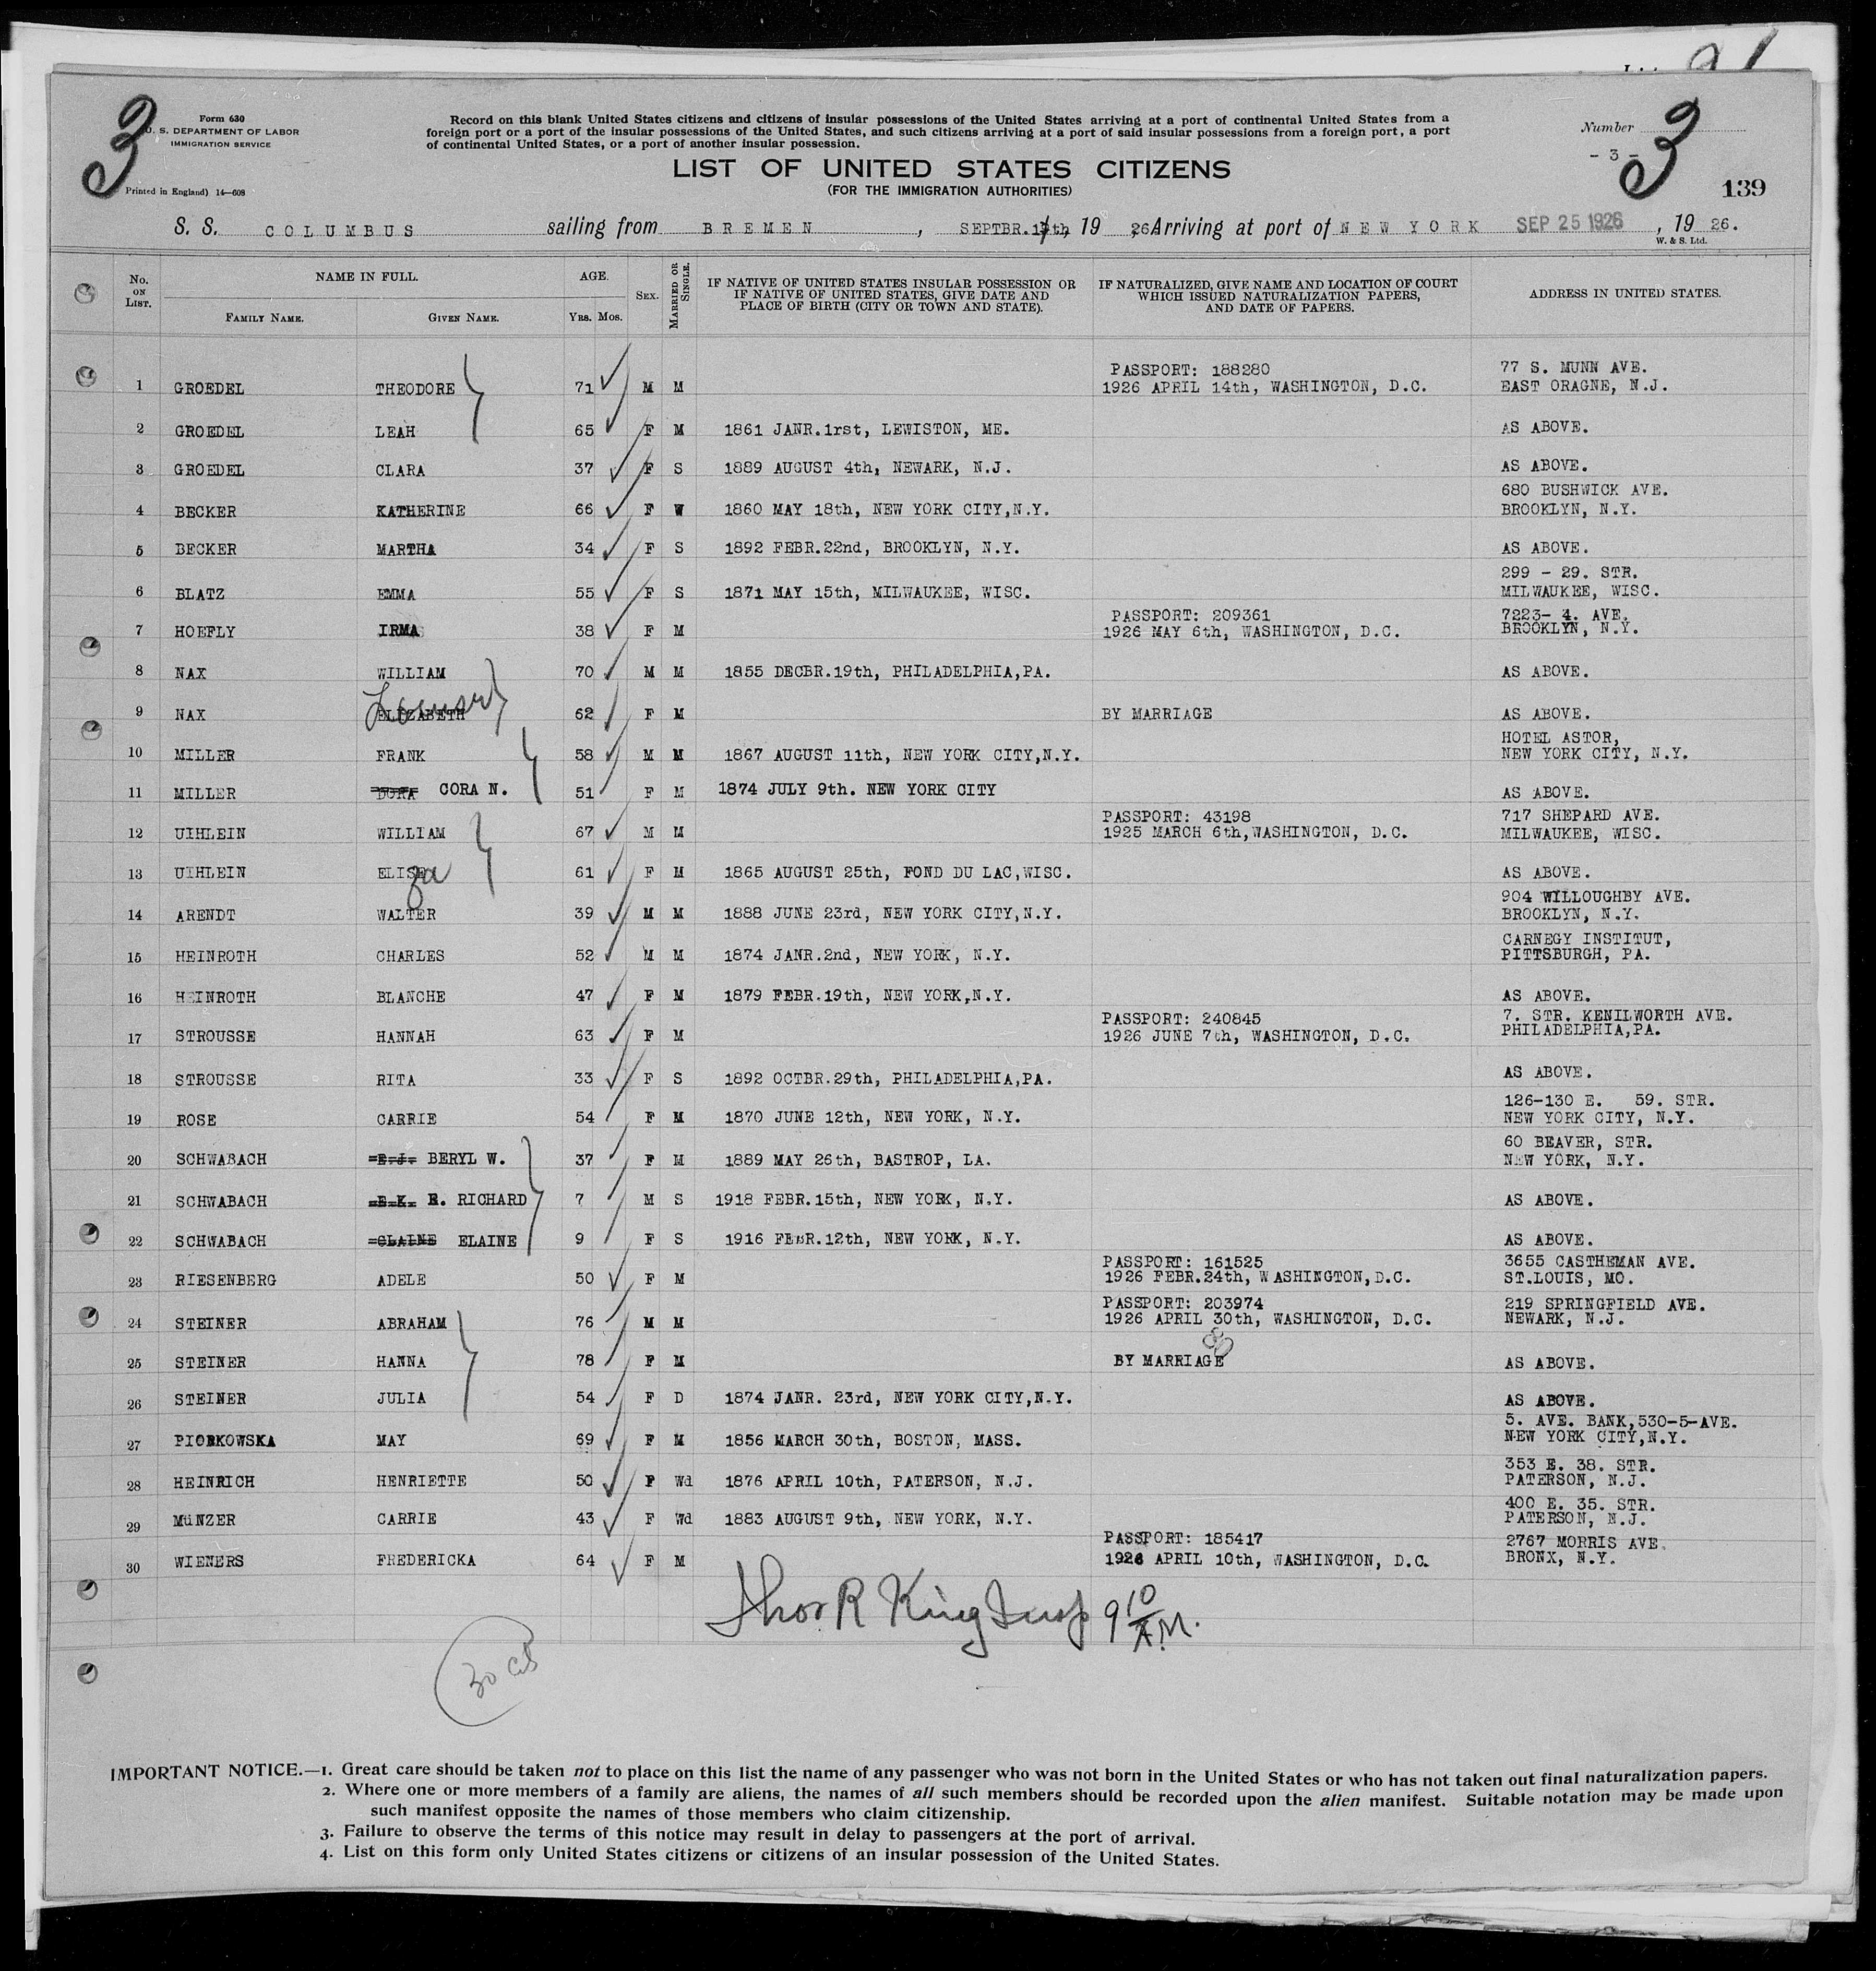 3
Form 630
U. S. DEPARTMENT OF LABOR
IMMIGRATION SERVICE
Printed in England) 14—608
Record on this blank United States citizens and citizens of insular possessions of the United States arriving at a port of continental United States from a
foreign port or a port of the insular possessions of the United States, and such citizens arriving at a port of said insular possessions from a foreign port, a port
of continental United States, or a port of another insular possession.
Number
- 3 -
3
139
LIST OF UNITED STATES CITIZENS
(FOR THE IMMIGRATION AUTHORITIES)
S. S. COLUMBUS sailing from BREMEN, SEPTBR. 19 26 Arriving at port of NEW YORK SEP 25 1926, 19 26.
W. & S. Ltd.
No. ON LIST. NAME IN FULL. FAMILY NAME. GIVEN NAME. AGE. YRS. MOS. SEX. MARRIED OR SINGLE. IF NATIVE OF UNITED STATES INSULAR POSSESSION OR IF NATIVE OF UNITED STATES, GIVE DATE AND PLACE OF BIRTH (CITY OR TOWN AND STATE). IF NATURALIZED, GIVE NAME AND LOCATION OF COURT WHICH ISSUED NATURALIZATION PAPERS, AND DATE OF PAPERS. ADDRESS IN UNITED STATES.
PASSPORT: 188280 77 S. MUNN AVE.
1 GROEDEL THEODORE 71 M M 1926 APRIL 14th, WASHINGTON, D.C. EAST ORAGNE, N.J.
2 GROEDEL LEAH 65 F M 1861 JANR.1rst, LEWISTON, ME. AS ABOVE.
3 GROEDEL CLARA 37 F S 1889 AUGUST 4th, NEWARK, N.J. AS ABOVE.
680 BUSHWICK AVE.
4 BECKER KATHERINE 66 F W 1860 MAY 18th, NEW YORK CITY,N.Y. BROOKLYN, N.Y.
5 BECKER MARTHA 34 F S 1892 FEBR.22nd, BROOKLYN, N.Y. AS ABOVE.
299 - 29. STR.
6 BLATZ EMMA 55 F S 1871 MAY 15th, MILWAUKEE, WISC. MILWAUKEE, WISC.
PASSPORT: 209361 7223- 4. AVE.
7 HOEFLY IRMA 38 F M 1926 MAY 6th, WASHINGTON, D.C. BROOKLYN, N.Y.
8 NAX WILLIAM 70 M M 1855 DECBR.19th, PHILADELPHIA,PA. AS ABOVE.
9 NAX ELIZABETH 62 F M BY MARRIAGE AS ABOVE.
HOTEL ASTOR,
10 MILLER FRANK 58 M M 1867 AUGUST 11th, NEW YORK CITY,N.Y. NEW YORK CITY, N.Y.
11 MILLER DORA CORA N. 51 F M 1874 JULY 9th. NEW YORK CITY AS ABOVE.
PASSPORT: 43198 717 SHEPARD AVE.
12 UIHLEIN WILLIAM 67 M M 1925 MARCH 6th,WASHINGTON, D.C. MILWAUKEE, WISC.
13 UIHLEIN ELISE za 61 F M 1865 AUGUST 25th, FOND DU LAC,WISC. AS ABOVE.
904 WILLOUGHBY AVE.
14 ARENDT WALTER 39 M M 1888 JUNE 23rd, NEW YORK CITY,N.Y. BROOKLYN, N.Y.
CARNEGY INSTITUT,
15 HEINROTH CHARLES 52 M M 1874 JANR.2nd, NEW YORK, N.Y. PITTSBURGH, PA.
16 HEINROTH BLANCHE 47 F M 1879 FEBR.19th, NEW YORK,N.Y. AS ABOVE.
PASSPORT: 240845 7. STR. KENILWORTH AVE.
17 STROUSSE HANNAH 63 F M 1926 JUNE 7th, WASHINGTON, D.C. PHILADELPHIA,PA.
18 STROUSSE RITA 33 F S 1892 OCTBR.29th, PHILADELPHIA,PA. AS ABOVE.
126-130 E. 59. STR.
19 ROSE CARRIE 54 F M 1870 JUNE 12th, NEW YORK, N.Y. NEW YORK CITY, N.Y.
60 BEAVER, STR.
20 SCHWABACH BERYL W. 37 F M 1889 MAY 26th, BASTROP, LA. NEW YORK, N.Y.
21 SCHWABACH E. RICHARD 7 M S 1918 FEBR.15th, NEW YORK, N.Y. AS ABOVE.
22 SCHWABACH CLAINE ELAINE 9 F S 1916 FEBR.12th, NEW YORK, N.Y. AS ABOVE.
PASSPORT: 161525 3655 CASTHEMAN AVE.
23 RIESENBERG ADELE 50 F M 1926 FEBR.24th, WASHINGTON,D.C. ST.LOUIS, MO.
PASSPORT: 203974 219 SPRINGFIELD AVE.
24 STEINER ABRAHAM 76 M M 1926 APRIL 30th, WASHINGTON, D.C. NEWARK, N.J.
25 STEINER HANNA 78 F M BY MARRIAGE AS ABOVE.
26 STEINER JULIA 54 F D 1874 JANR. 23rd, NEW YORK CITY,N.Y. AS ABOVE.
5. AVE. BANK,530-5-AVE.
27 PIORKOWSKA MAY 69 F M 1856 MARCH 30th, BOSTON, MASS. NEW YORK CITY,N.Y.
353 E. 38. STR.
28 HEINRICH HENRIETTE 50 F Wd 1876 APRIL 10th, PATERSON, N.J. PATERSON, N.J.
400 E. 35. STR.
29 MüNZER CARRIE 43 F Wd 1883 AUGUST 9th, NEW YORK, N.Y. PATERSON, N.J.
PASSPORT: 185417 2767 MORRIS AVE.
30 WIENERS FREDERICKA 64 F M 1926 APRIL 10th, WASHINGTON, D.C. BRONX, N.Y.
Thos R King Insp 9 10 A.M.
IMPORTANT NOTICE.—1. Great care should be taken not to place on this list the name of any passenger who was not born in the United States or who has not taken out final naturalization papers.
2. Where one or more members of a family are aliens, the names of all such members should be recorded upon the alien manifest. Suitable notation may be made upon
such manifest opposite the names of those members who claim citizenship.
3. Failure to observe the terms of this notice may result in delay to passengers at the port of arrival.
4. List on this form only United States citizens or citizens of an insular possession of the United States.